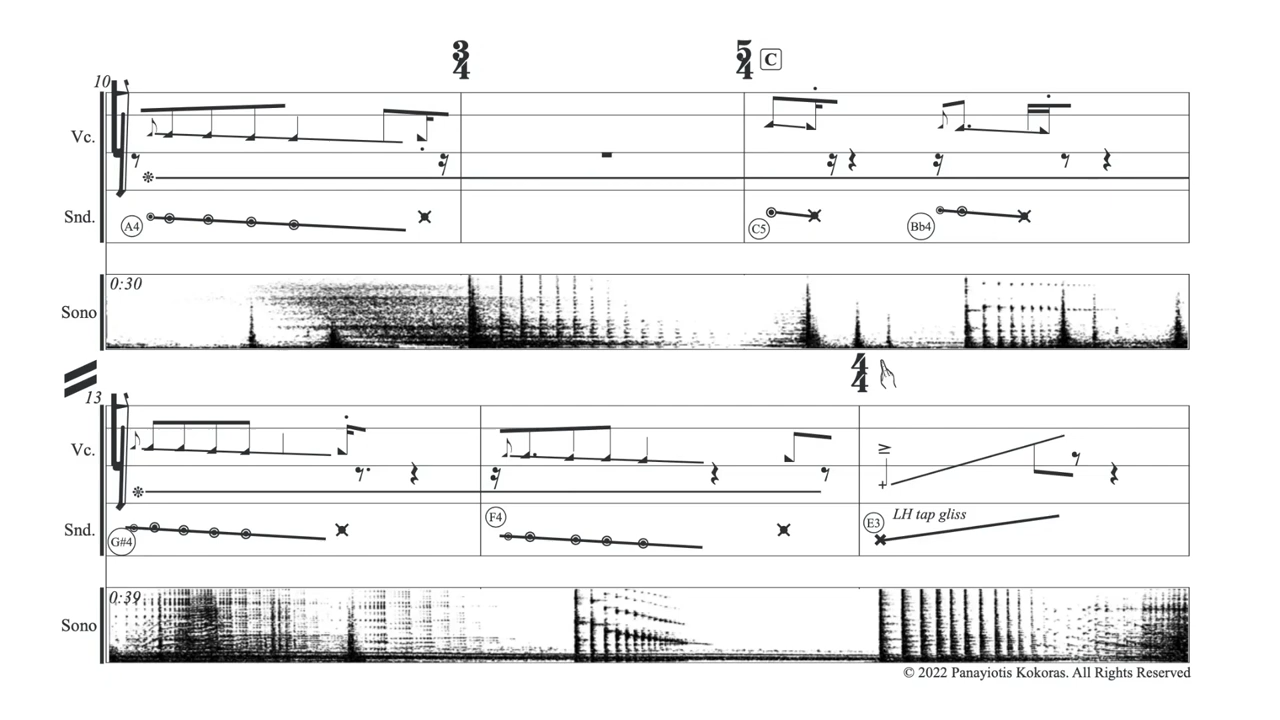 3
4
5
4
C
10
Vc.
Snd.
A4
C5
Bb4
0:30
Sono
4
4
13
Vc.
Snd.
G#4
F4
E3
LH tap gliss
0:39
Sono
© 2022 Panayiotis Kokoras. All Rights Reserved